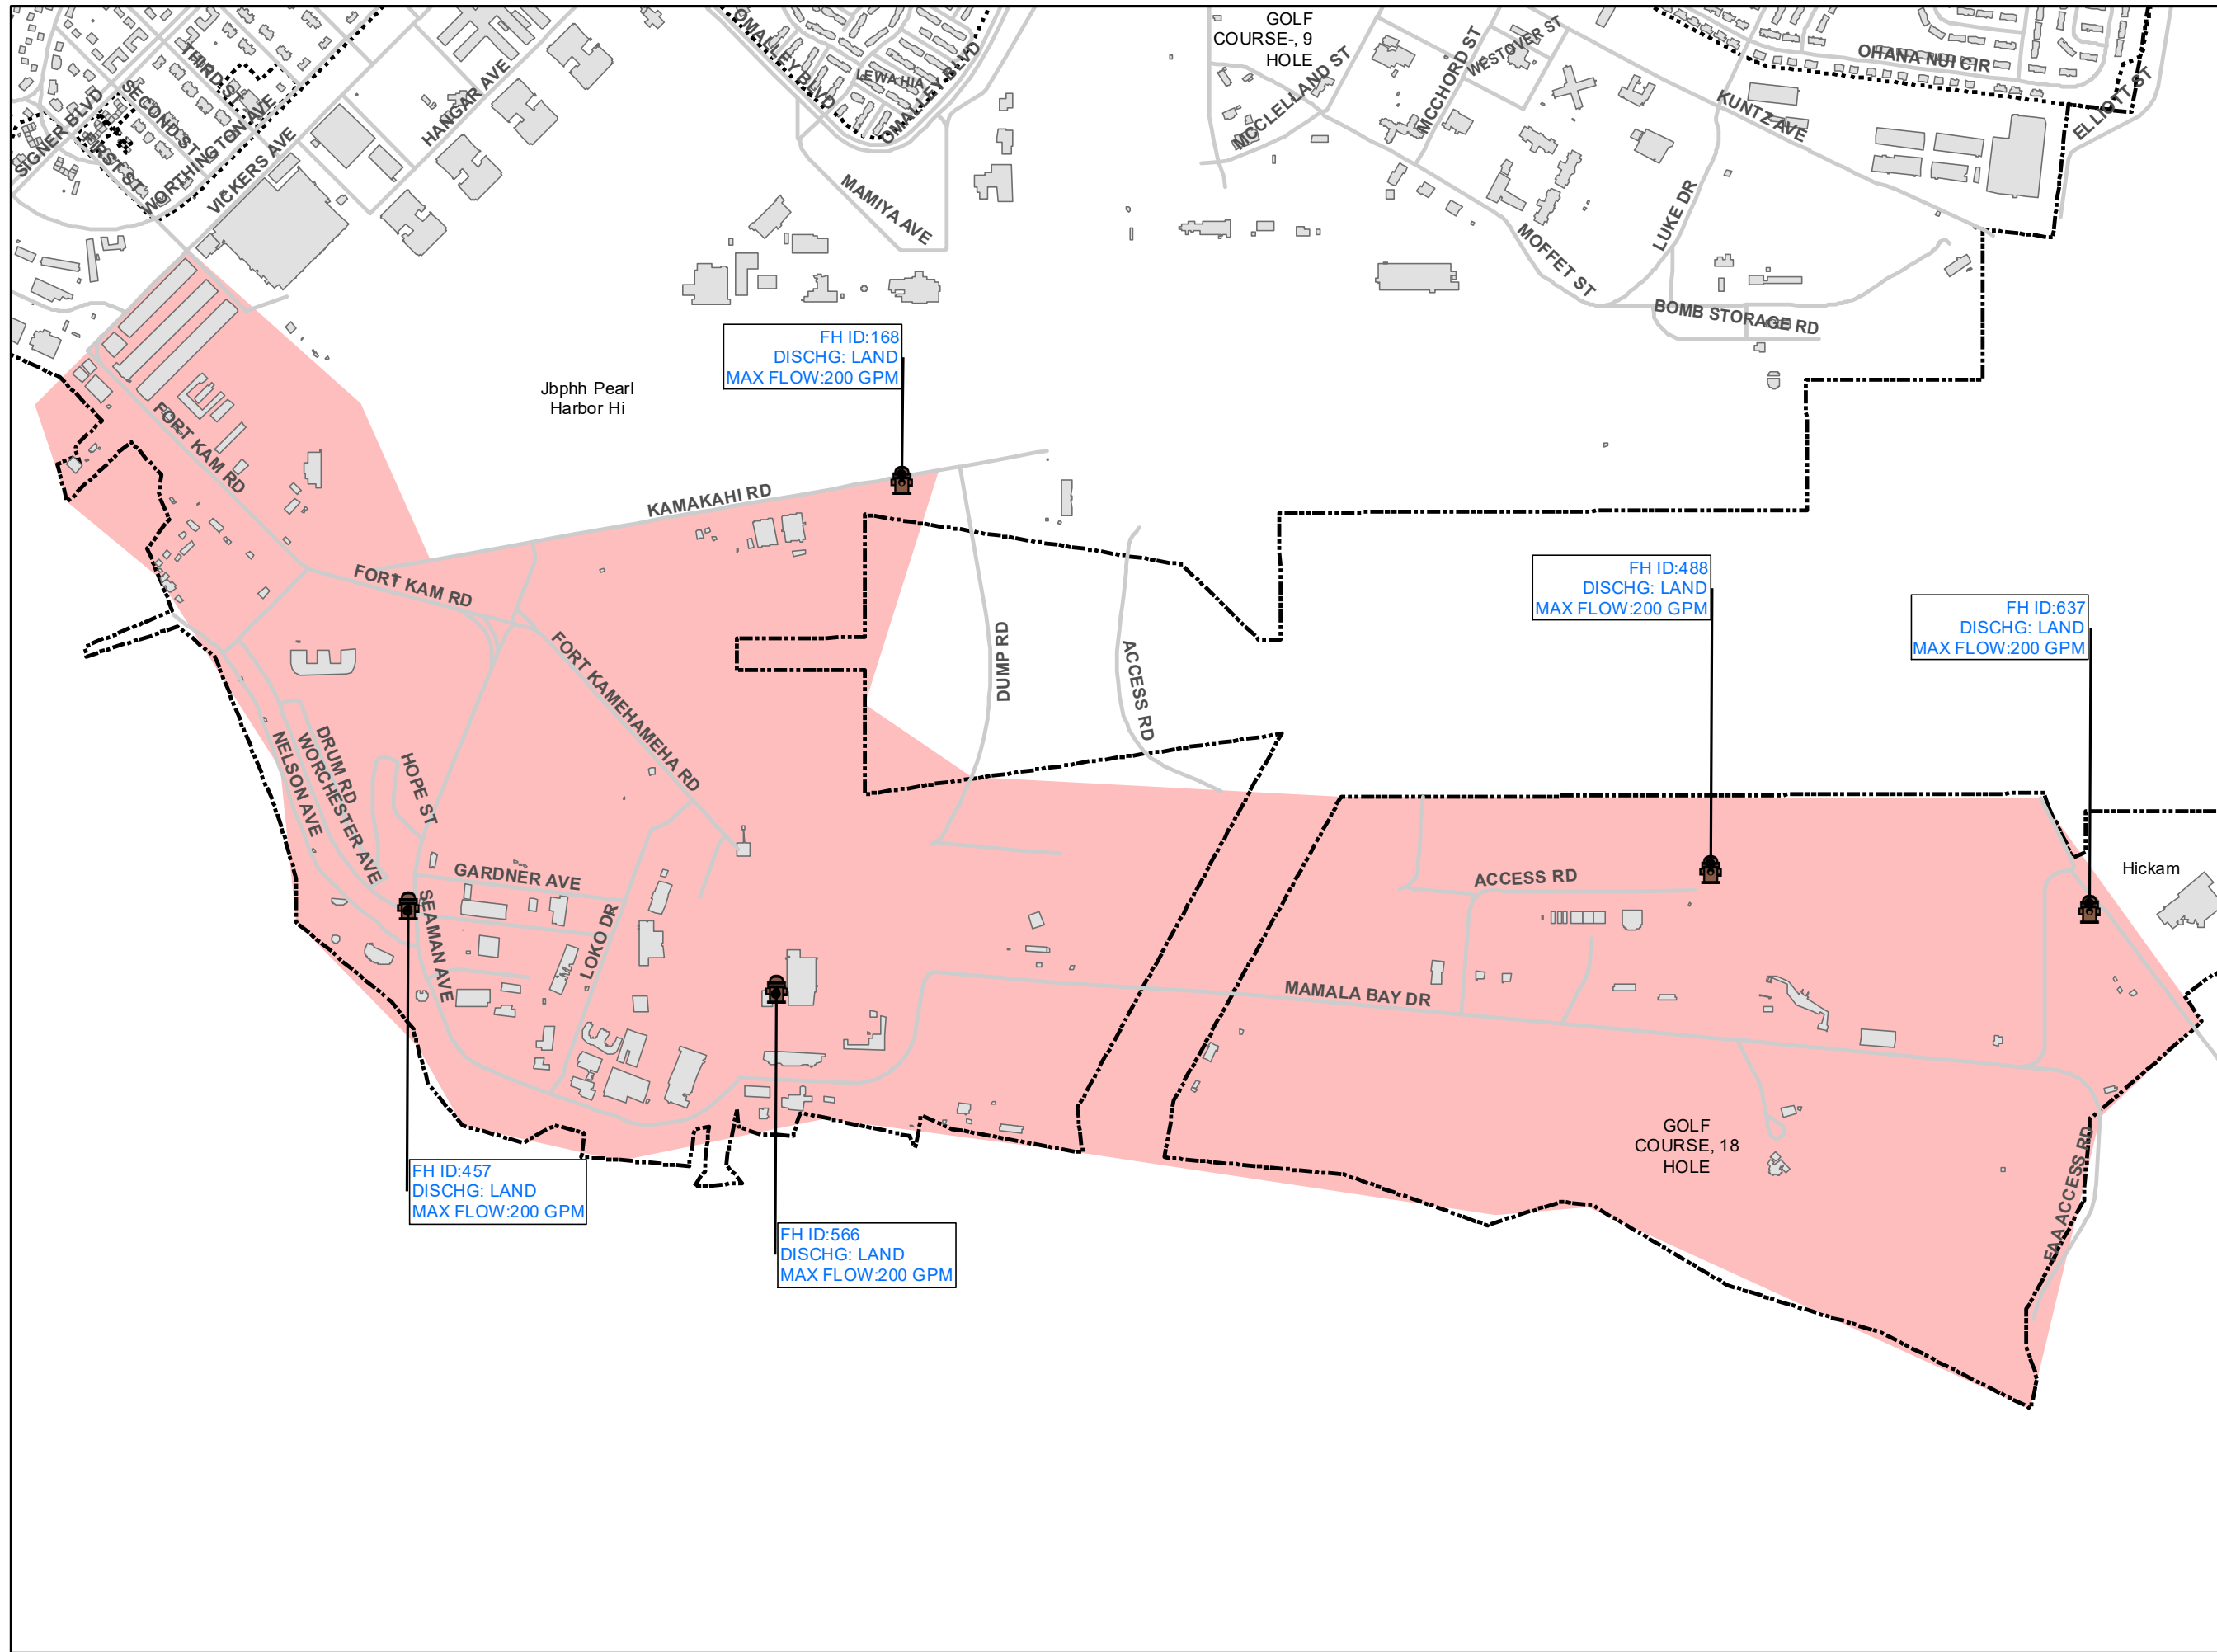 GOLF
COURSE-, 9
HOLE
OMALLEY BLVD
OMALLEY BLVD
LEWA HIA
THIRD ST
SECOND ST
SIGNER BLVD
FIRST ST
WORTHINGTON AVE
VICKERS AVE
HANGAR AVE
MAMIYA AVE
MCCLELLAND ST
MCCHORD ST
WESTOVER ST
OHANA NUI CIR
KUNTZ AVE
ELLIOTT ST
LUKE DR
MOFFET ST
BOMB STORAGE RD
FH ID:168
DISCHG: LAND
MAX FLOW:200 GPM
Jbphh Pearl
Harbor Hi
FORT KAM RD
KAMAKAHI RD
FORT KAM RD
FH ID:488
DISCHG: LAND
MAX FLOW:200 GPM
FH ID:637
DISCHG: LAND
MAX FLOW:200 GPM
FORT KAMEHAMEHA RD
DUMP RD
ACCESS RD
DRUM RD
WORCHESTER AVE
NELSON AVE
HOPE ST
GARDNER AVE
ACCESS RD
Hickam
SEAMAN AVE
LOKO DR
MAMALA BAY DR
GOLF
COURSE, 18
HOLE
FAA ACCESS RD
FH ID:457
DISCHG: LAND
MAX FLOW:200 GPM
FH ID:566
DISCHG: LAND
MAX FLOW:200 GPM